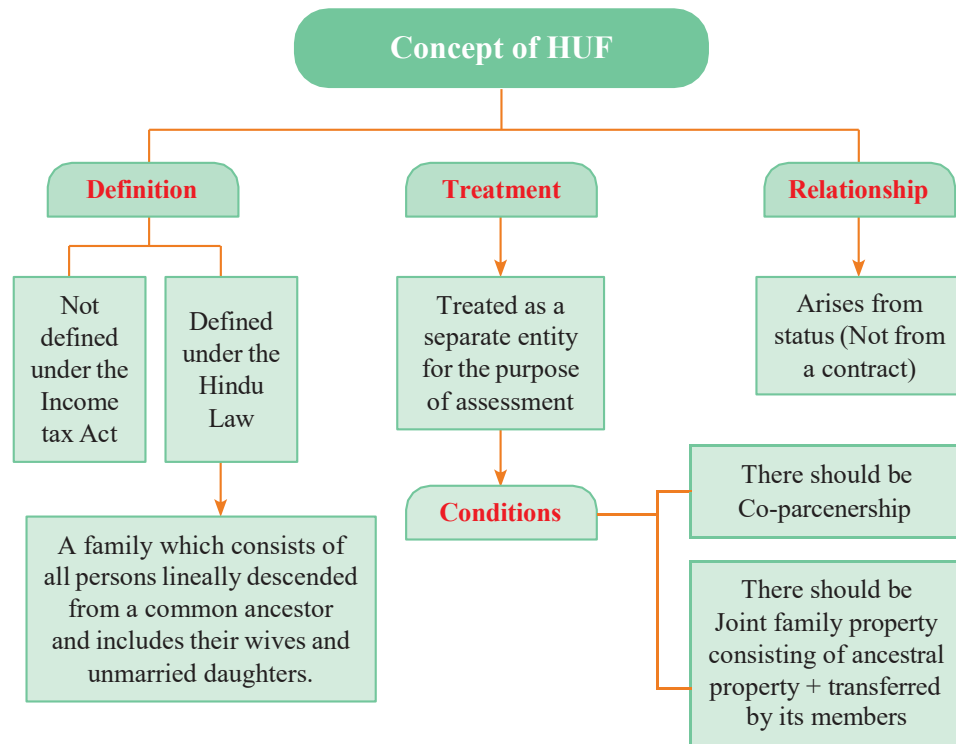 Concept of HUF
Definition
Treatment
Relationship
Not
defined
under the
Income
tax Act
Defined
under the
Hindu
Law
Treated as a
separate entity
for the purpose
of assessment
Arises from
status (Not from
a contract)
A family which consists of
all persons lineally descended
from a common ancestor
and includes their wives and
unmarried daughters.
Conditions
There should be
Co-parcenership
There should be
Joint family property
consisting of ancestral
property + transferred
by its members